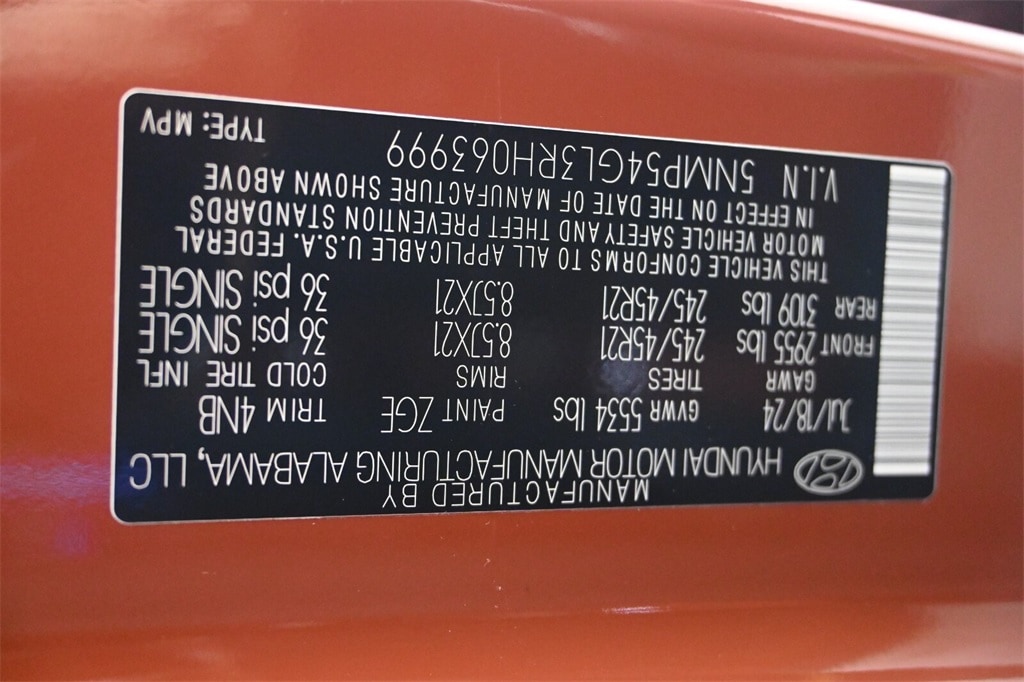 MANUFACTURED BY
HYUNDAI MOTOR MANUFACTURING ALABAMA, LLC
Jul/18/24 GVWR 5534 lbs PAINT ZGE TRIM 4NB
GAWR TIRES RIMS COLD TIRE INFL
FRONT 2955 lbs 245/45R21 8.5JX21 36 psi SINGLE
REAR 3109 lbs 245/45R21 8.5JX21 36 psi SINGLE
THIS VEHICLE CONFORMS TO ALL APPLICABLE U.S.A. FEDERAL
MOTOR VEHICLE SAFETY AND THEFT PREVENTION STANDARDS
IN EFFECT ON THE DATE OF MANUFACTURE SHOWN ABOVE
V.I.N 5NMP54GL3RH063999
TYPE: MPV